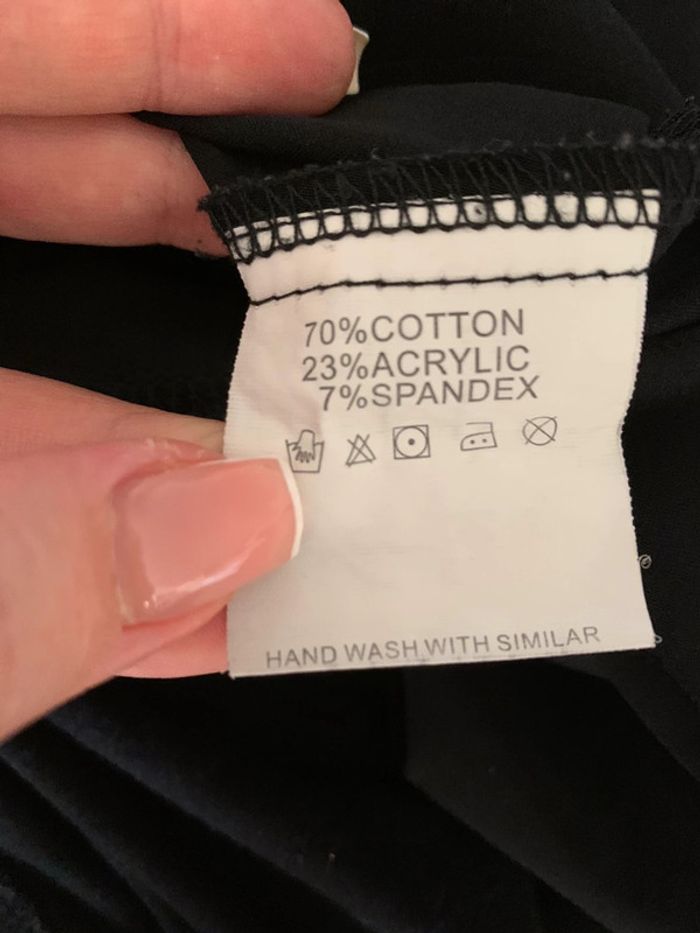 70%COTTON
23%ACRYLIC
7%SPANDEX
HAND WASH WITH SIMILAR